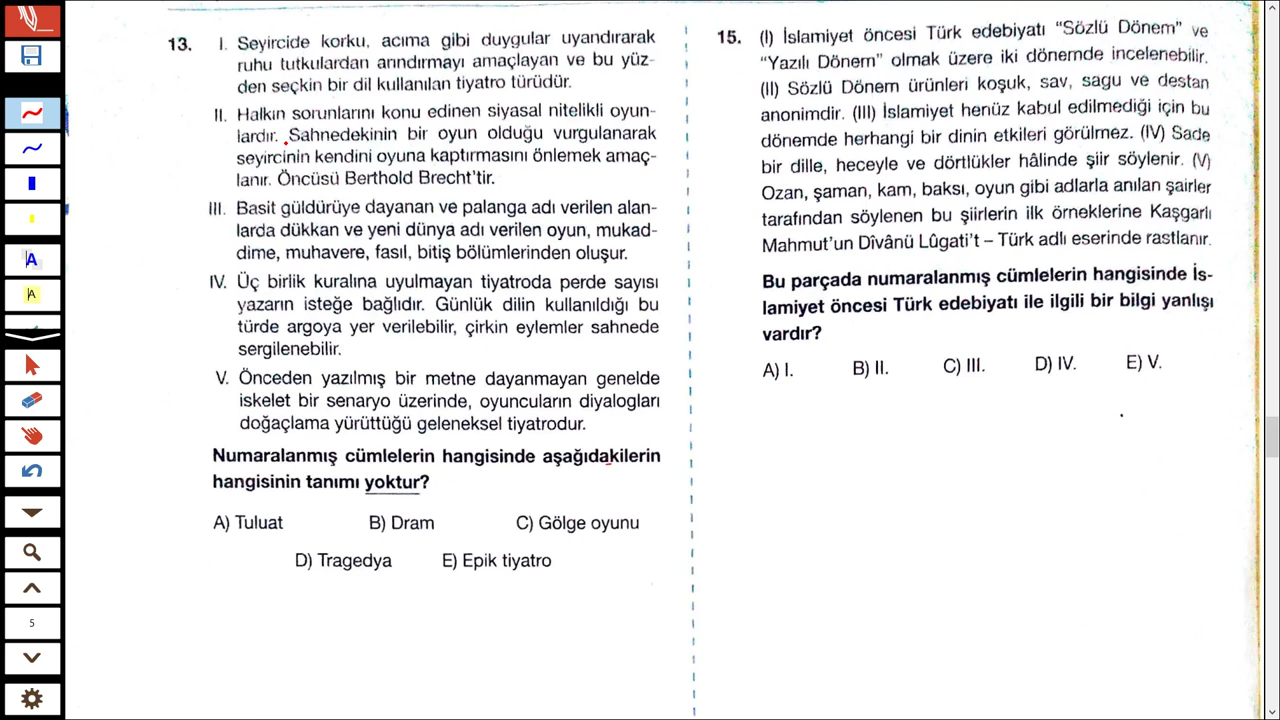 13. I. Seyircide korku, acıma gibi duygular uyandırarak
ruhu tutkulardan arındırmayı amaçlayan ve bu yüz-
den seçkin bir dil kullanılan tiyatro türüdür.
II. Halkın sorunlarını konu edinen siyasal nitelikli oyun-
lardır. Sahnedekinin bir oyun olduğu vurgulanarak
seyircinin kendini oyuna kaptırmasını önlemek amaç-
lanır. Öncüsü Berthold Brecht'tir.
III. Basit güldürüye dayanan ve palanga adı verilen alan-
larda dükkan ve yeni dünya adı verilen oyun, mukad-
dime, muhavere, fasıl, bitiş bölümlerinden oluşur.
IV. Üç birlik kuralına uyulmayan tiyatroda perde sayısı
yazarın isteğe bağlıdır. Günlük dilin kullanıldığı bu
türde argoya yer verilebilir, çirkin eylemler sahnede
sergilenebilir.
V. Önceden yazılmış bir metne dayanmayan genelde
iskelet bir senaryo üzerinde, oyuncuların diyalogları
doğaçlama yürüttüğü geleneksel tiyatrodur.
Numaralanmış cümlelerin hangisinde aşağıdakilerin
hangisinin tanımı yoktur?
A) Tuluat B) Dram C) Gölge oyunu
D) Tragedya E) Epik tiyatro
15. (I) İslamiyet öncesi Türk edebiyatı “Sözlü Dönem” ve
“Yazılı Dönem” olmak üzere iki dönemde incelenebilir.
(II) Sözlü Dönem ürünleri koşuk, sav, sagu ve destan
anonimdir. (III) İslamiyet henüz kabul edilmediği için bu
dönemde herhangi bir dinin etkileri görülmez. (IV) Sade
bir dille, heceyle ve dörtlükler hâlinde şiir söylenir. (V)
Ozan, şaman, kam, baksı, oyun gibi adlarla anılan şairler
tarafından söylenen bu şiirlerin ilk örneklerine Kaşgarlı
Mahmut'un Dîvânü Lûgati't – Türk adlı eserinde rastlanır.
Bu parçada numaralanmış cümlelerin hangisinde İs-
lamiyet öncesi Türk edebiyatı ile ilgili bir bilgi yanlışı
vardır?
A) I. B) II. C) III. D) IV. E) V.
A
A
5